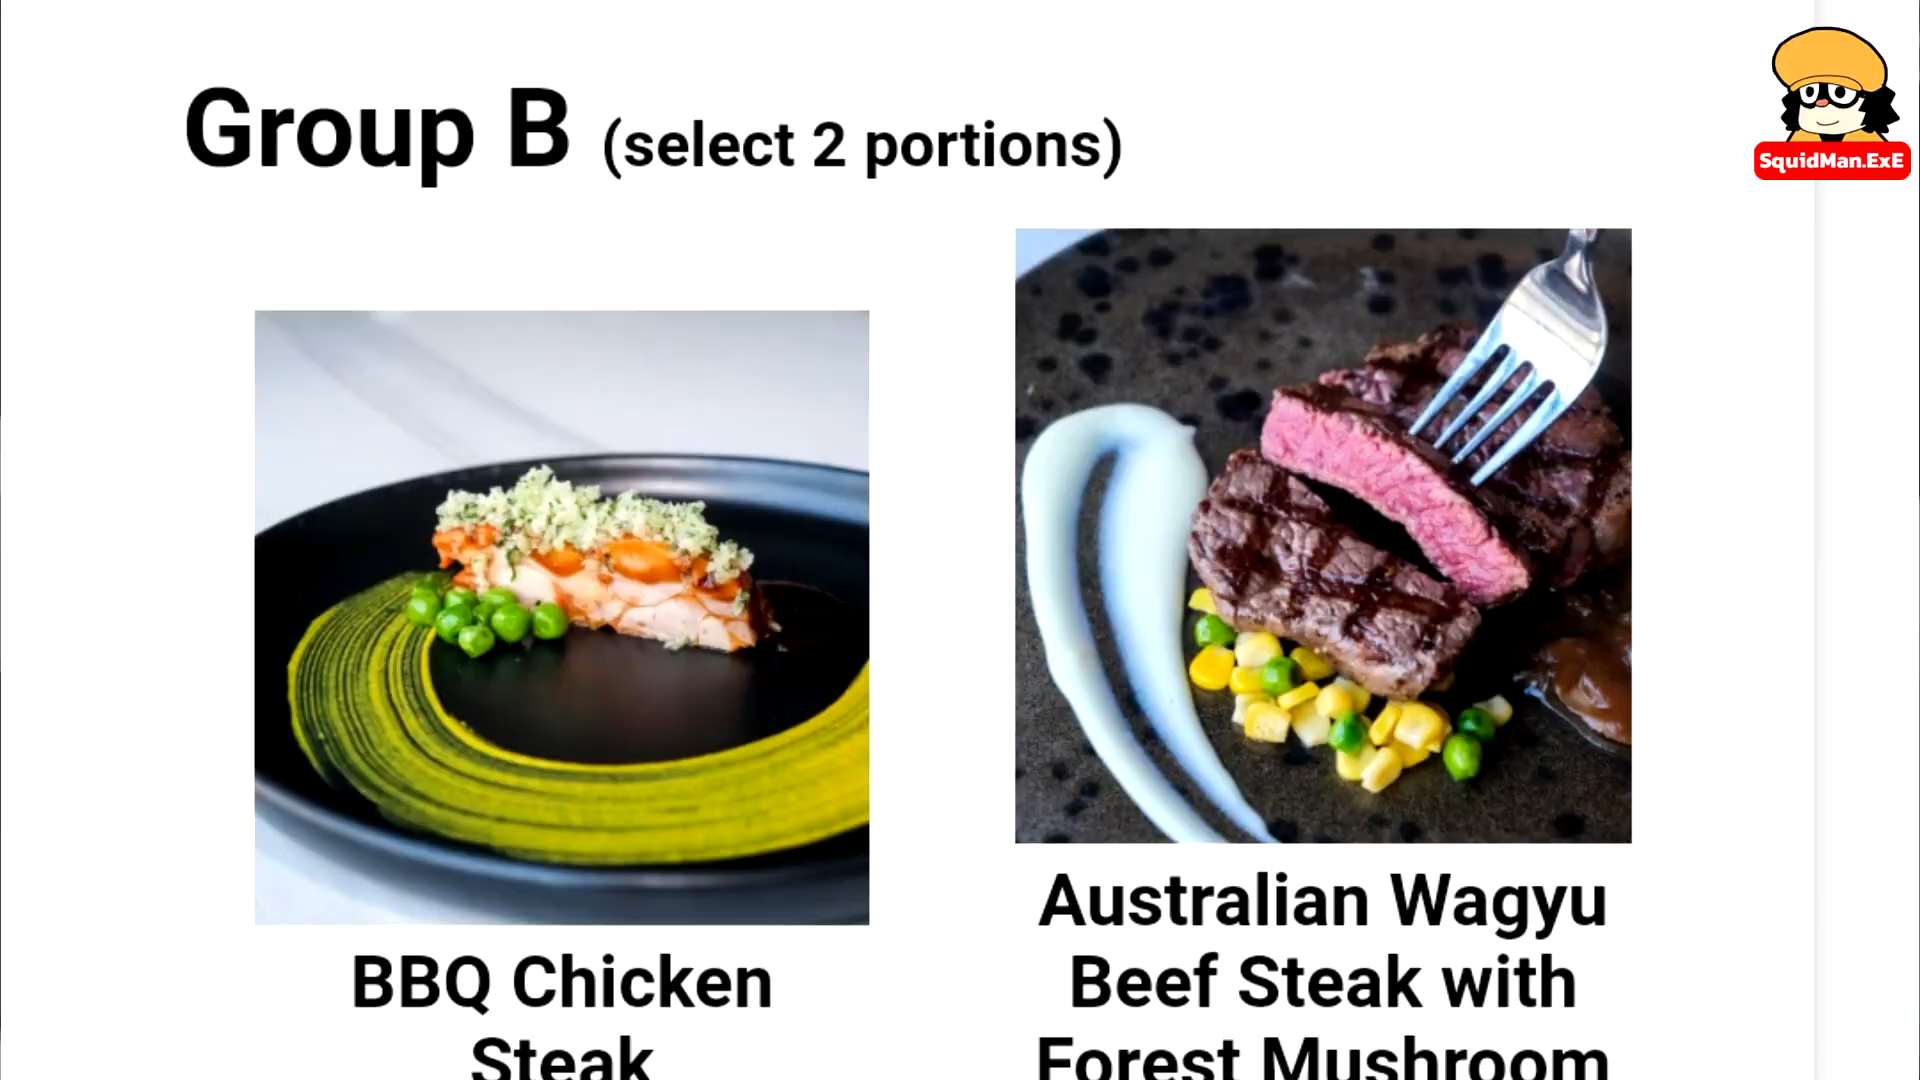 Group B (select 2 portions)
SquidMan.ExE
BBQ Chicken
Steak
Australian Wagyu
Beef Steak with
Forest Mushroom